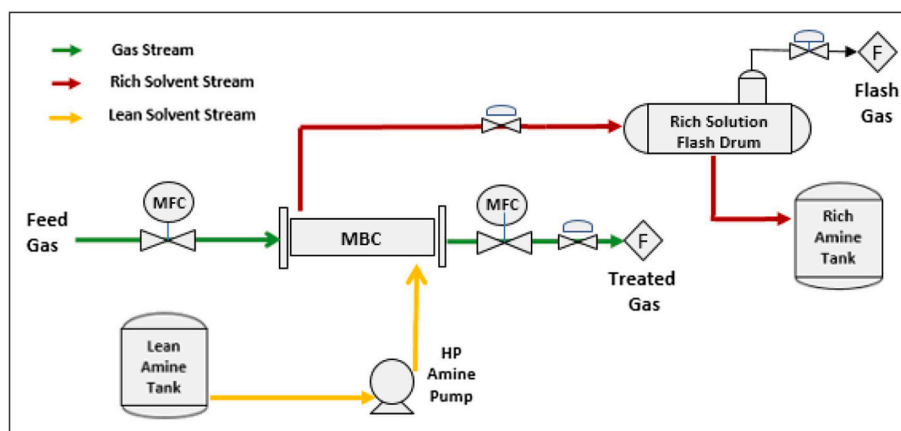 Gas Stream
Rich Solvent Stream
Lean Solvent Stream
F
Flash
Gas
Rich Solution
Flash Drum
Feed
Gas
MFC
MBC
MFC
F
Treated
Gas
Rich
Amine
Tank
Lean
Amine
Tank
HP
Amine
Pump